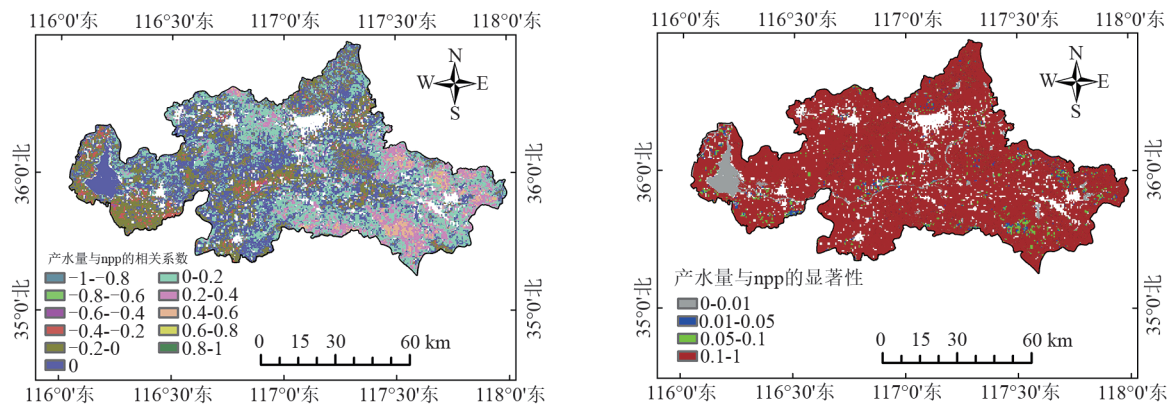 116°0′东 116°30′东 117°0′东 117°30′东 118°0′东
N
W E
S
36°0′北 36°0′北
35°0′北 35°0′北
产水量与npp的相关系数
−1-−0.8 0-0.2
−0.8-−0.6 0.2-0.4
−0.6-−0.4 0.4-0.6
−0.4-−0.2 0.6-0.8
−0.2-0 0.8-1
0
0 15 30 60 km
116°0′东 116°30′东 117°0′东 117°30′东 118°0′东
116°0′东 116°30′东 117°0′东 117°30′东 118°0′东
N
W E
S
36°0′北 36°0′北
35°0′北 35°0′北
产水量与npp的显著性
0-0.01
0.01-0.05
0.05-0.1
0.1-1
0 15 30 60 km
116°0′东 116°30′东 117°0′东 117°30′东 118°0′东